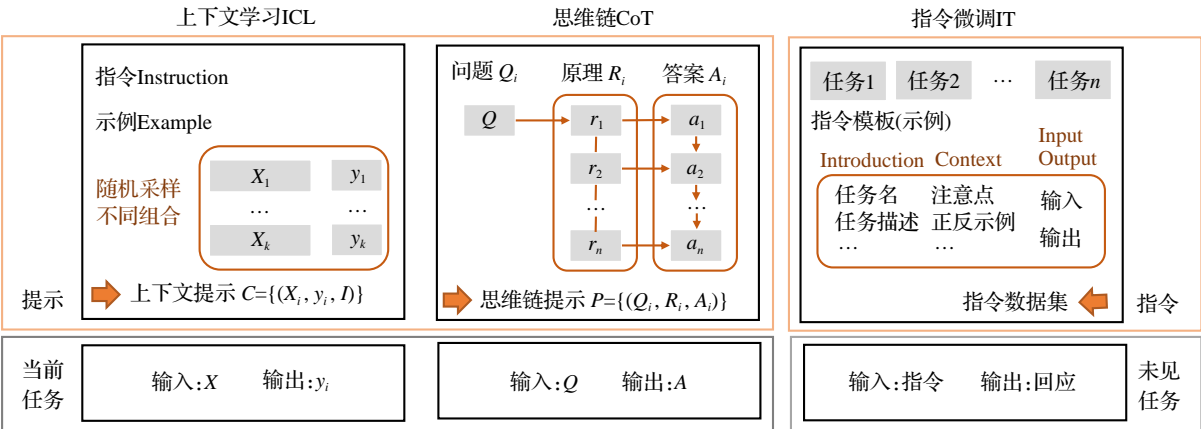 上下文学习ICL
思维链CoT
指令微调IT
指令Instruction
示例Example
随机采样
不同组合
X1 y1
… …
Xk yk
提示
上下文提示 C={(Xi, yi, I)}
问题 Qi 原理 Ri 答案 Ai
Q r1 a1
r2 a2
… …
rn an
思维链提示 P={(Qi, Ri, Ai)}
任务1 任务2 … 任务n
指令模板(示例)
Introduction Context Input
Output
任务名 注意点 输入
任务描述 正反示例 输出
… …
指令数据集
指令
当前
任务
输入:X 输出:yi
输入:Q 输出:A
输入:指令 输出:回应
未见
任务